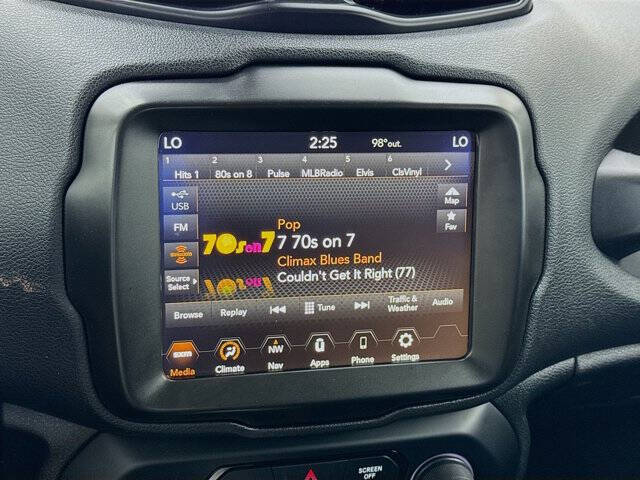 LO 2:25 98°out. LO
1 2 3 4 5 6
Hits 1 80s on 8 Pulse MLBRadio Elvis ClsVinyl
USB
Map
FM
Fav
siriusxm
Source
Select
70s on 7
Pop
7 70s on 7
Climax Blues Band
Couldn't Get It Right (77)
Browse Replay Tune Traffic & Weather Audio
sxm NW
Media Climate Nav Apps Phone Settings
SCREEN
OFF